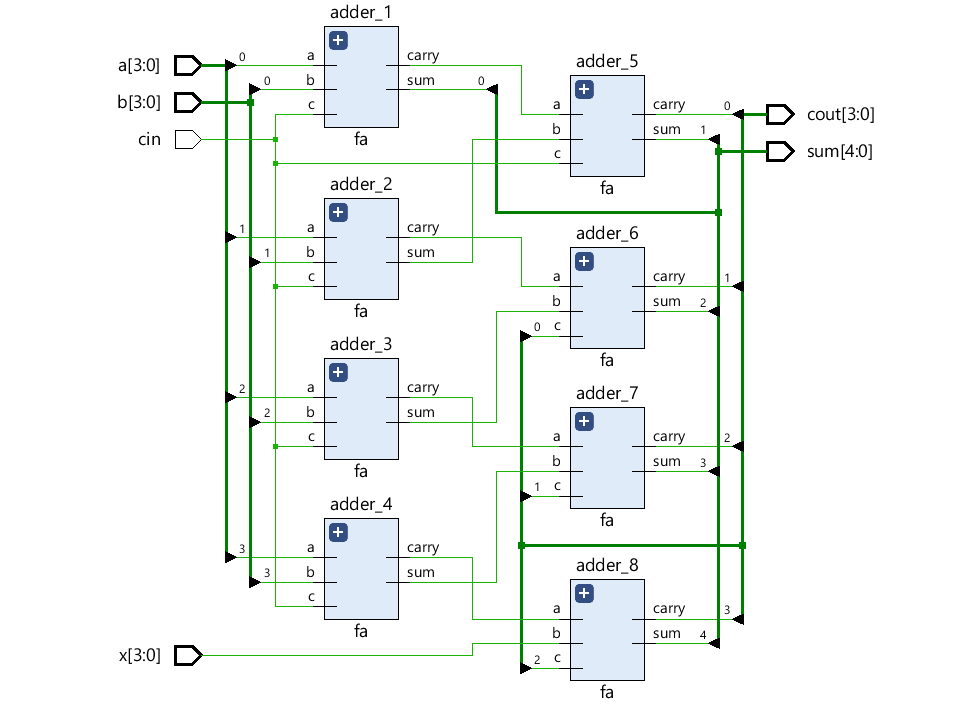 adder_1
a[3:0]
0
a
carry
b[3:0]
0
b
sum
0
cin
c
fa
adder_5
a
carry
0
cout[3:0]
b
sum
1
sum[4:0]
c
fa
adder_2
1
a
carry
1
b
sum
c
fa
adder_6
a
carry
1
b
sum
2
0
c
fa
adder_3
2
a
carry
2
b
sum
c
fa
adder_7
a
carry
2
b
sum
3
1
c
fa
adder_4
3
a
carry
3
b
sum
c
fa
adder_8
a
carry
3
x[3:0]
b
sum
4
2
c
fa